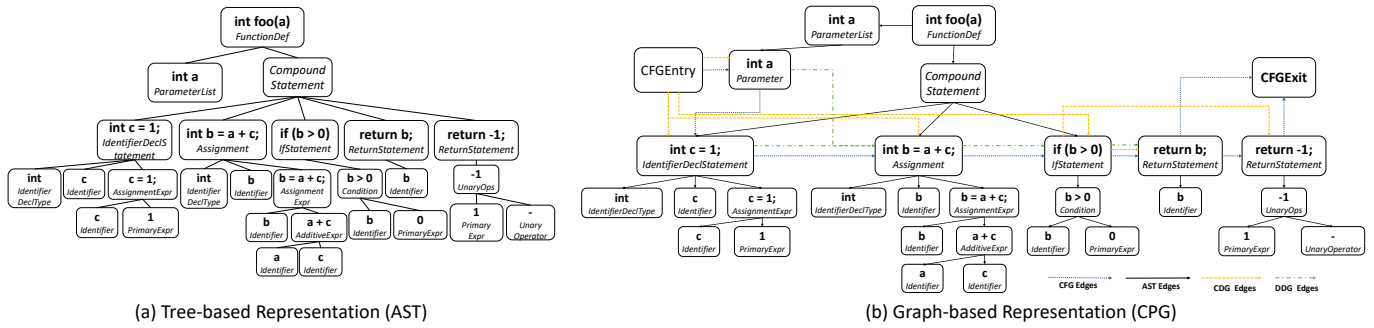 int foo(a)
FunctionDef
int a
ParameterList
Compound
Statement
int c = 1;
IdentifierDeclS
tatement
int b = a + c;
Assignment
if (b > 0)
IfStatement
return b;
ReturnStatement
return -1;
ReturnStatement
int
Identifier
DeclType
c
Identifier
c = 1;
AssignmentExpr
int
Identifier
DeclType
b
Identifier
b = a + c;
Assignment
Expr
b > 0
Condition
b
Identifier
-1
UnaryOps
c
Identifier
1
PrimaryExpr
b
Identifier
a + c
AdditiveExpr
b
Identifier
0
PrimaryExpr
1
Primary
Expr
-
Unary
Operator
a
Identifier
c
Identifier
(a) Tree-based Representation (AST)
int a
ParameterList
int foo(a)
FunctionDef
CFGEntry
int a
Parameter
Compound
Statement
CFGExit
int c = 1;
IdentifierDeclStatement
int b = a + c;
Assignment
if (b > 0)
IfStatement
return b;
ReturnStatement
return -1;
ReturnStatement
int
IdentifierDeclType
c
Identifier
c = 1;
AssignmentExpr
int
IdentifierDeclType
b
Identifier
b = a + c;
AssignmentExpr
b > 0
Condition
b
Identifier
-1
UnaryOps
c
Identifier
1
PrimaryExpr
b
Identifier
a + c
AdditiveExpr
b
Identifier
0
PrimaryExpr
1
PrimaryExpr
-
UnaryOperator
a
Identifier
c
Identifier
CFG Edges
AST Edges
CDG Edges
DDG Edges
(b) Graph-based Representation (CPG)